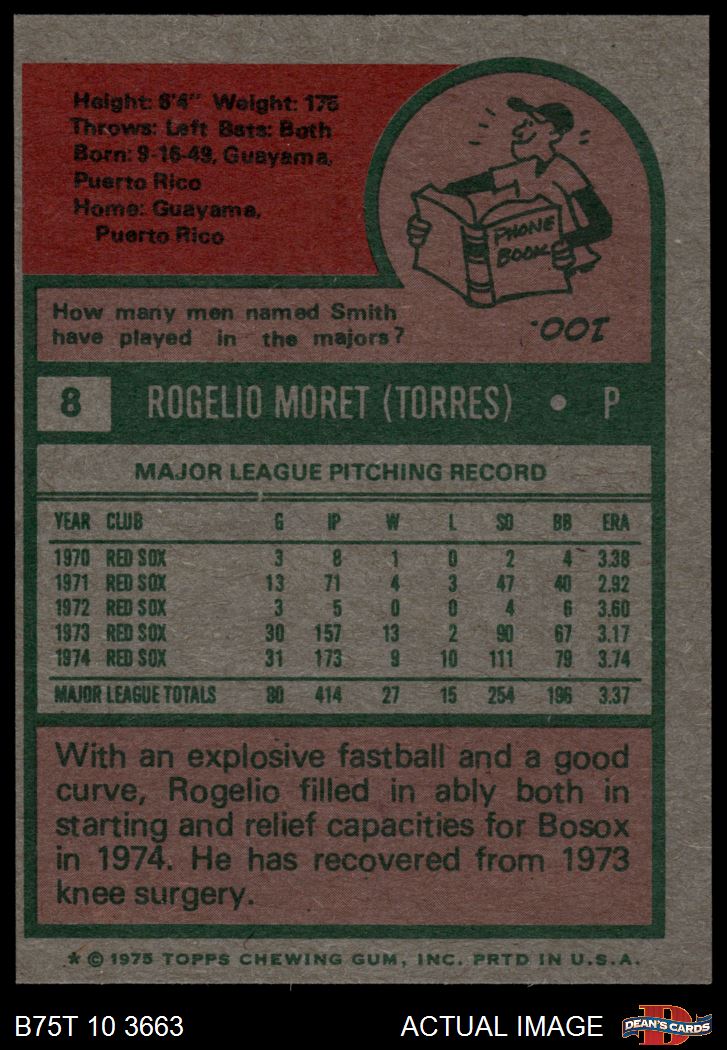 Height: 6'4" Weight: 175
Throws: Left Bats: Both
Born: 9-16-49, Guayama,
Puerto Rico
Home: Guayama,
Puerto Rico
PHONE
BOOK
How many men named Smith
have played in the majors?
100.
8 ROGELIO MORET (TORRES) • P
MAJOR LEAGUE PITCHING RECORD
YEAR CLUB G IP W L SO BB ERA
1970 RED SOX 3 8 1 0 2 4 3.38
1971 RED SOX 13 71 4 3 47 40 2.92
1972 RED SOX 3 5 0 0 4 6 3.60
1973 RED SOX 30 157 13 2 90 67 3.17
1974 RED SOX 31 173 9 10 111 79 3.74
MAJOR LEAGUE TOTALS 80 414 27 15 254 196 3.37
With an explosive fastball and a good
curve, Rogelio filled in ably both in
starting and relief capacities for Bosox
in 1974. He has recovered from 1973
knee surgery.
* © 1975 TOPPS CHEWING GUM, INC. PRTD IN U.S.A.
B75T 10 3663 ACTUAL IMAGE D DEAN'S CARDS